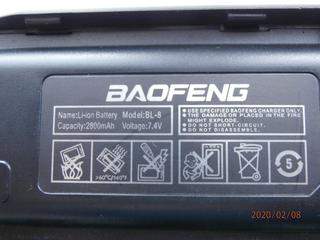 BAOFENG
Name:Li-ion Battery Model:BL-8
Capacity:2800mAh Voltage:7.4V
● USE SPECIFIED BAOFENG CHARGER ONLY.
● THE DAMAGE OR PLACED IN THE FIRE
MIGHT EXPLODE.
● DO NOT SHORT-CIRCUIT.
● DO NOT DISASSEMBLE.
>60°C/140°F
5
2020/02/08